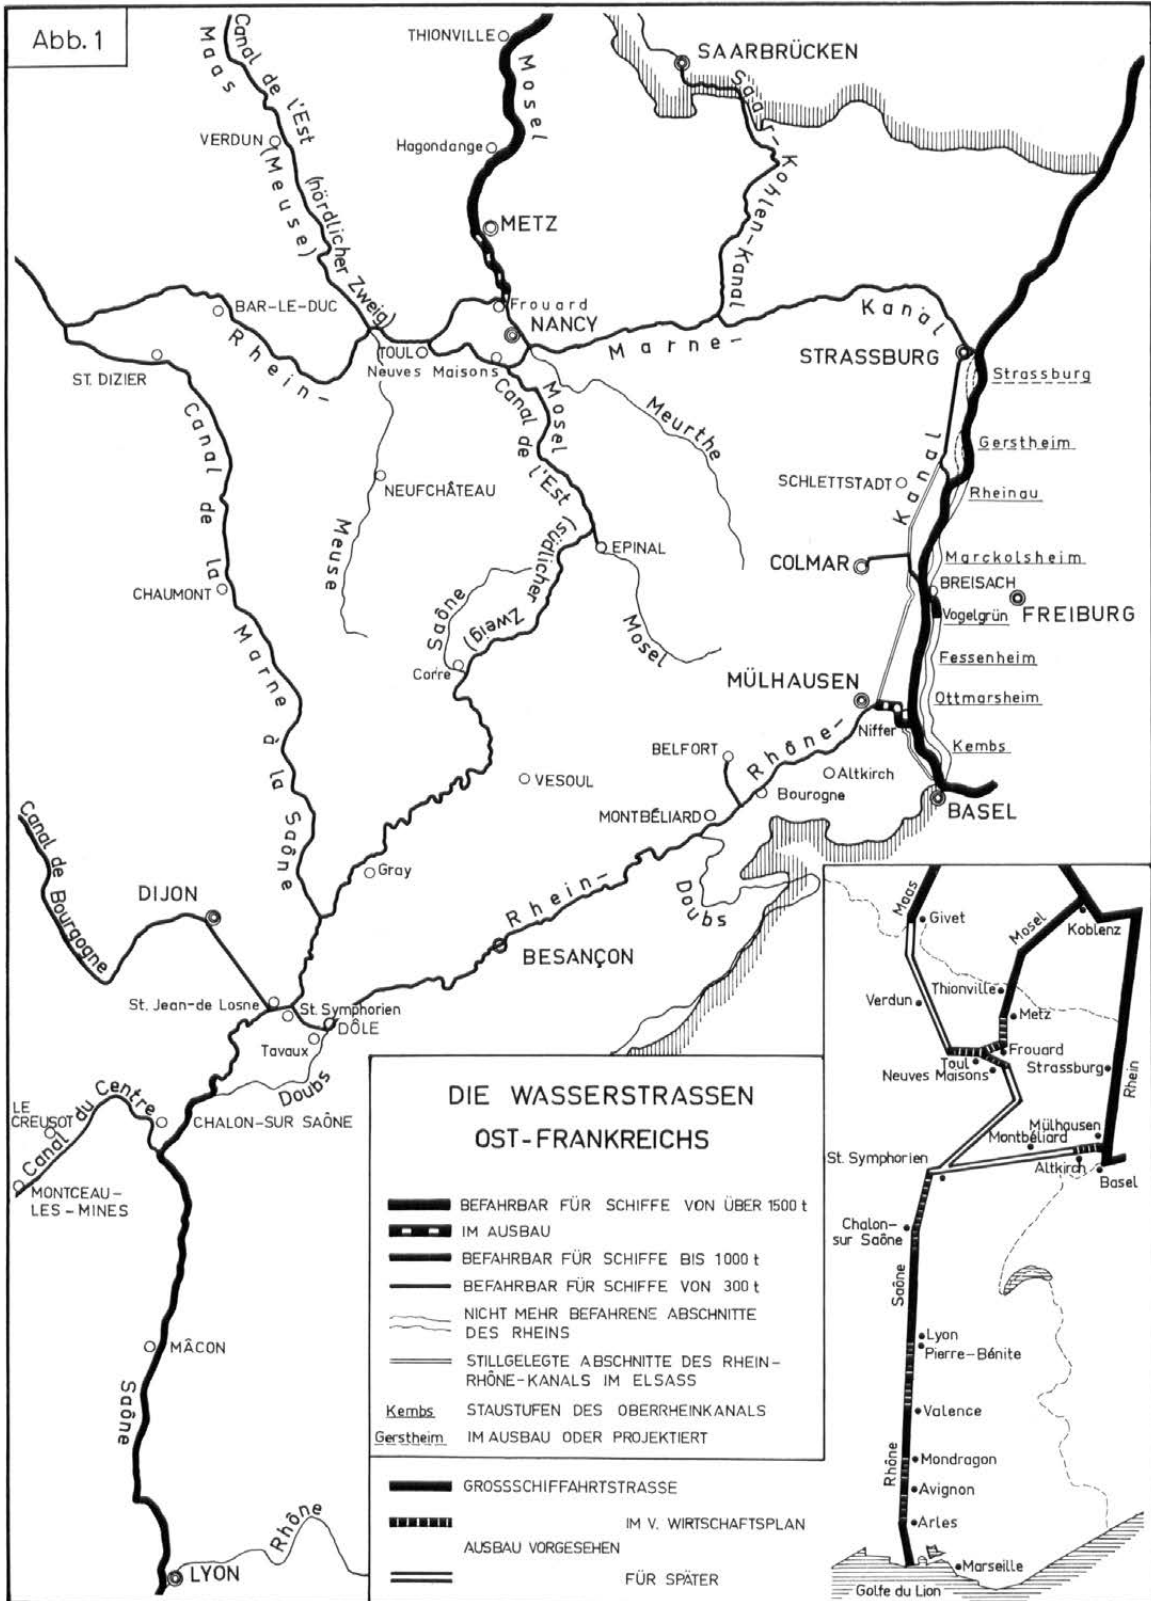 Abb. 1
Canal de l'Est
(nördlicher Zweig)
Maas
(Meuse)
VERDUN
THIONVILLE
Mosel
Hagondange
METZ
SAARBRÜCKEN
Saar-Kohlen-Kanal
Frouard
NANCY
BAR-LE-DUC
Rhein-
Marne-
Kanal
TOUL
Neuves Maisons
ST. DIZIER
STRASSBURG
Strassburg
Canal de la Marne à la Saône
Canal de l'Est
(südlicher Zweig)
Mosel
Meurthe
Gerstheim
NEUFCHÂTEAU
SCHLETTSTADT
Kanal
Rheinau
Meuse
EPINAL
COLMAR
Marckolsheim
BREISACH
CHAUMONT
Saône
Mosel
Vogelgrün
FREIBURG
Corre
Fessenheim
MÜLHAUSEN
Ottmarsheim
Niffer
Rhône-
BELFORT
Kembs
VESOUL
Altkirch
Bourogne
MONTBÉLIARD
BASEL
Canal de Bourgogne
Gray
DIJON
Doubs
Rhein-
BESANÇON
St. Jean-de Losne
St. Symphorien
DÔLE
Tavaux
Doubs
LE
CREUSOT
Canal du Centre
CHALON-SUR SAÔNE
MONTCEAU-
LES-MINES
MÂCON
Saône
Rhône
LYON
DIE WASSERSTRASSEN
OST-FRANKREICHS
BEFAHRBAR FÜR SCHIFFE VON ÜBER 1500 t
IM AUSBAU
BEFAHRBAR FÜR SCHIFFE BIS 1000 t
BEFAHRBAR FÜR SCHIFFE VON 300 t
NICHT MEHR BEFAHRENE ABSCHNITTE
DES RHEINS
STILLGELEGTE ABSCHNITTE DES RHEIN-
RHÔNE-KANALS IM ELSASS
Kembs STAUSTUFEN DES OBERRHEINKANALS
Gerstheim IM AUSBAU ODER PROJEKTIERT
GROSSSCHIFFAHRTSTRASSE
IM V. WIRTSCHAFTSPLAN
AUSBAU VORGESEHEN
FÜR SPÄTER
Maas
Givet
Mosel
Koblenz
Thionville
Verdun
Metz
Frouard
Toul
Neuves Maisons
Strassburg
Rhein
Mülhausen
Montbéliard
St. Symphorien
Altkirch
Basel
Chalon-
sur Saône
Saône
Lyon
Pierre-Bénite
Valence
Rhône
Mondragon
Avignon
Arles
Marseille
Golfe du Lion